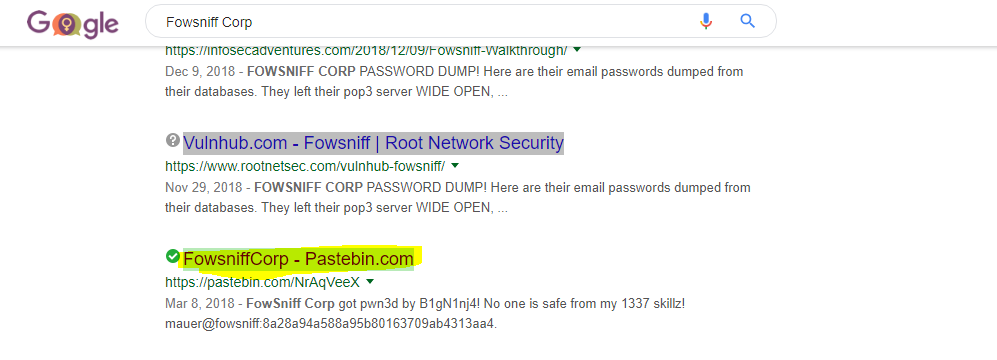 Google
Fowsniff Corp
https://infosecadventures.com/2018/12/09/Fowsniff-Walkthrough/
Dec 9, 2018 - FOWSNIFF CORP PASSWORD DUMP! Here are their email passwords dumped from
their databases. They left their pop3 server WIDE OPEN, ...
Vulnhub.com - Fowsniff | Root Network Security
https://www.rootnetsec.com/vulnhub-fowsniff/
Nov 29, 2018 - FOWSNIFF CORP PASSWORD DUMP! Here are their email passwords dumped from
their databases. They left their pop3 server WIDE OPEN, ...
FowsniffCorp - Pastebin.com
https://pastebin.com/NrAqVeeX
Mar 8, 2018 - FowSniff Corp got pwn3d by B1gN1nj4! No one is safe from my 1337 skillz!
mauer@fowsniff:8a28a94a588a95b80163709ab4313aa4.